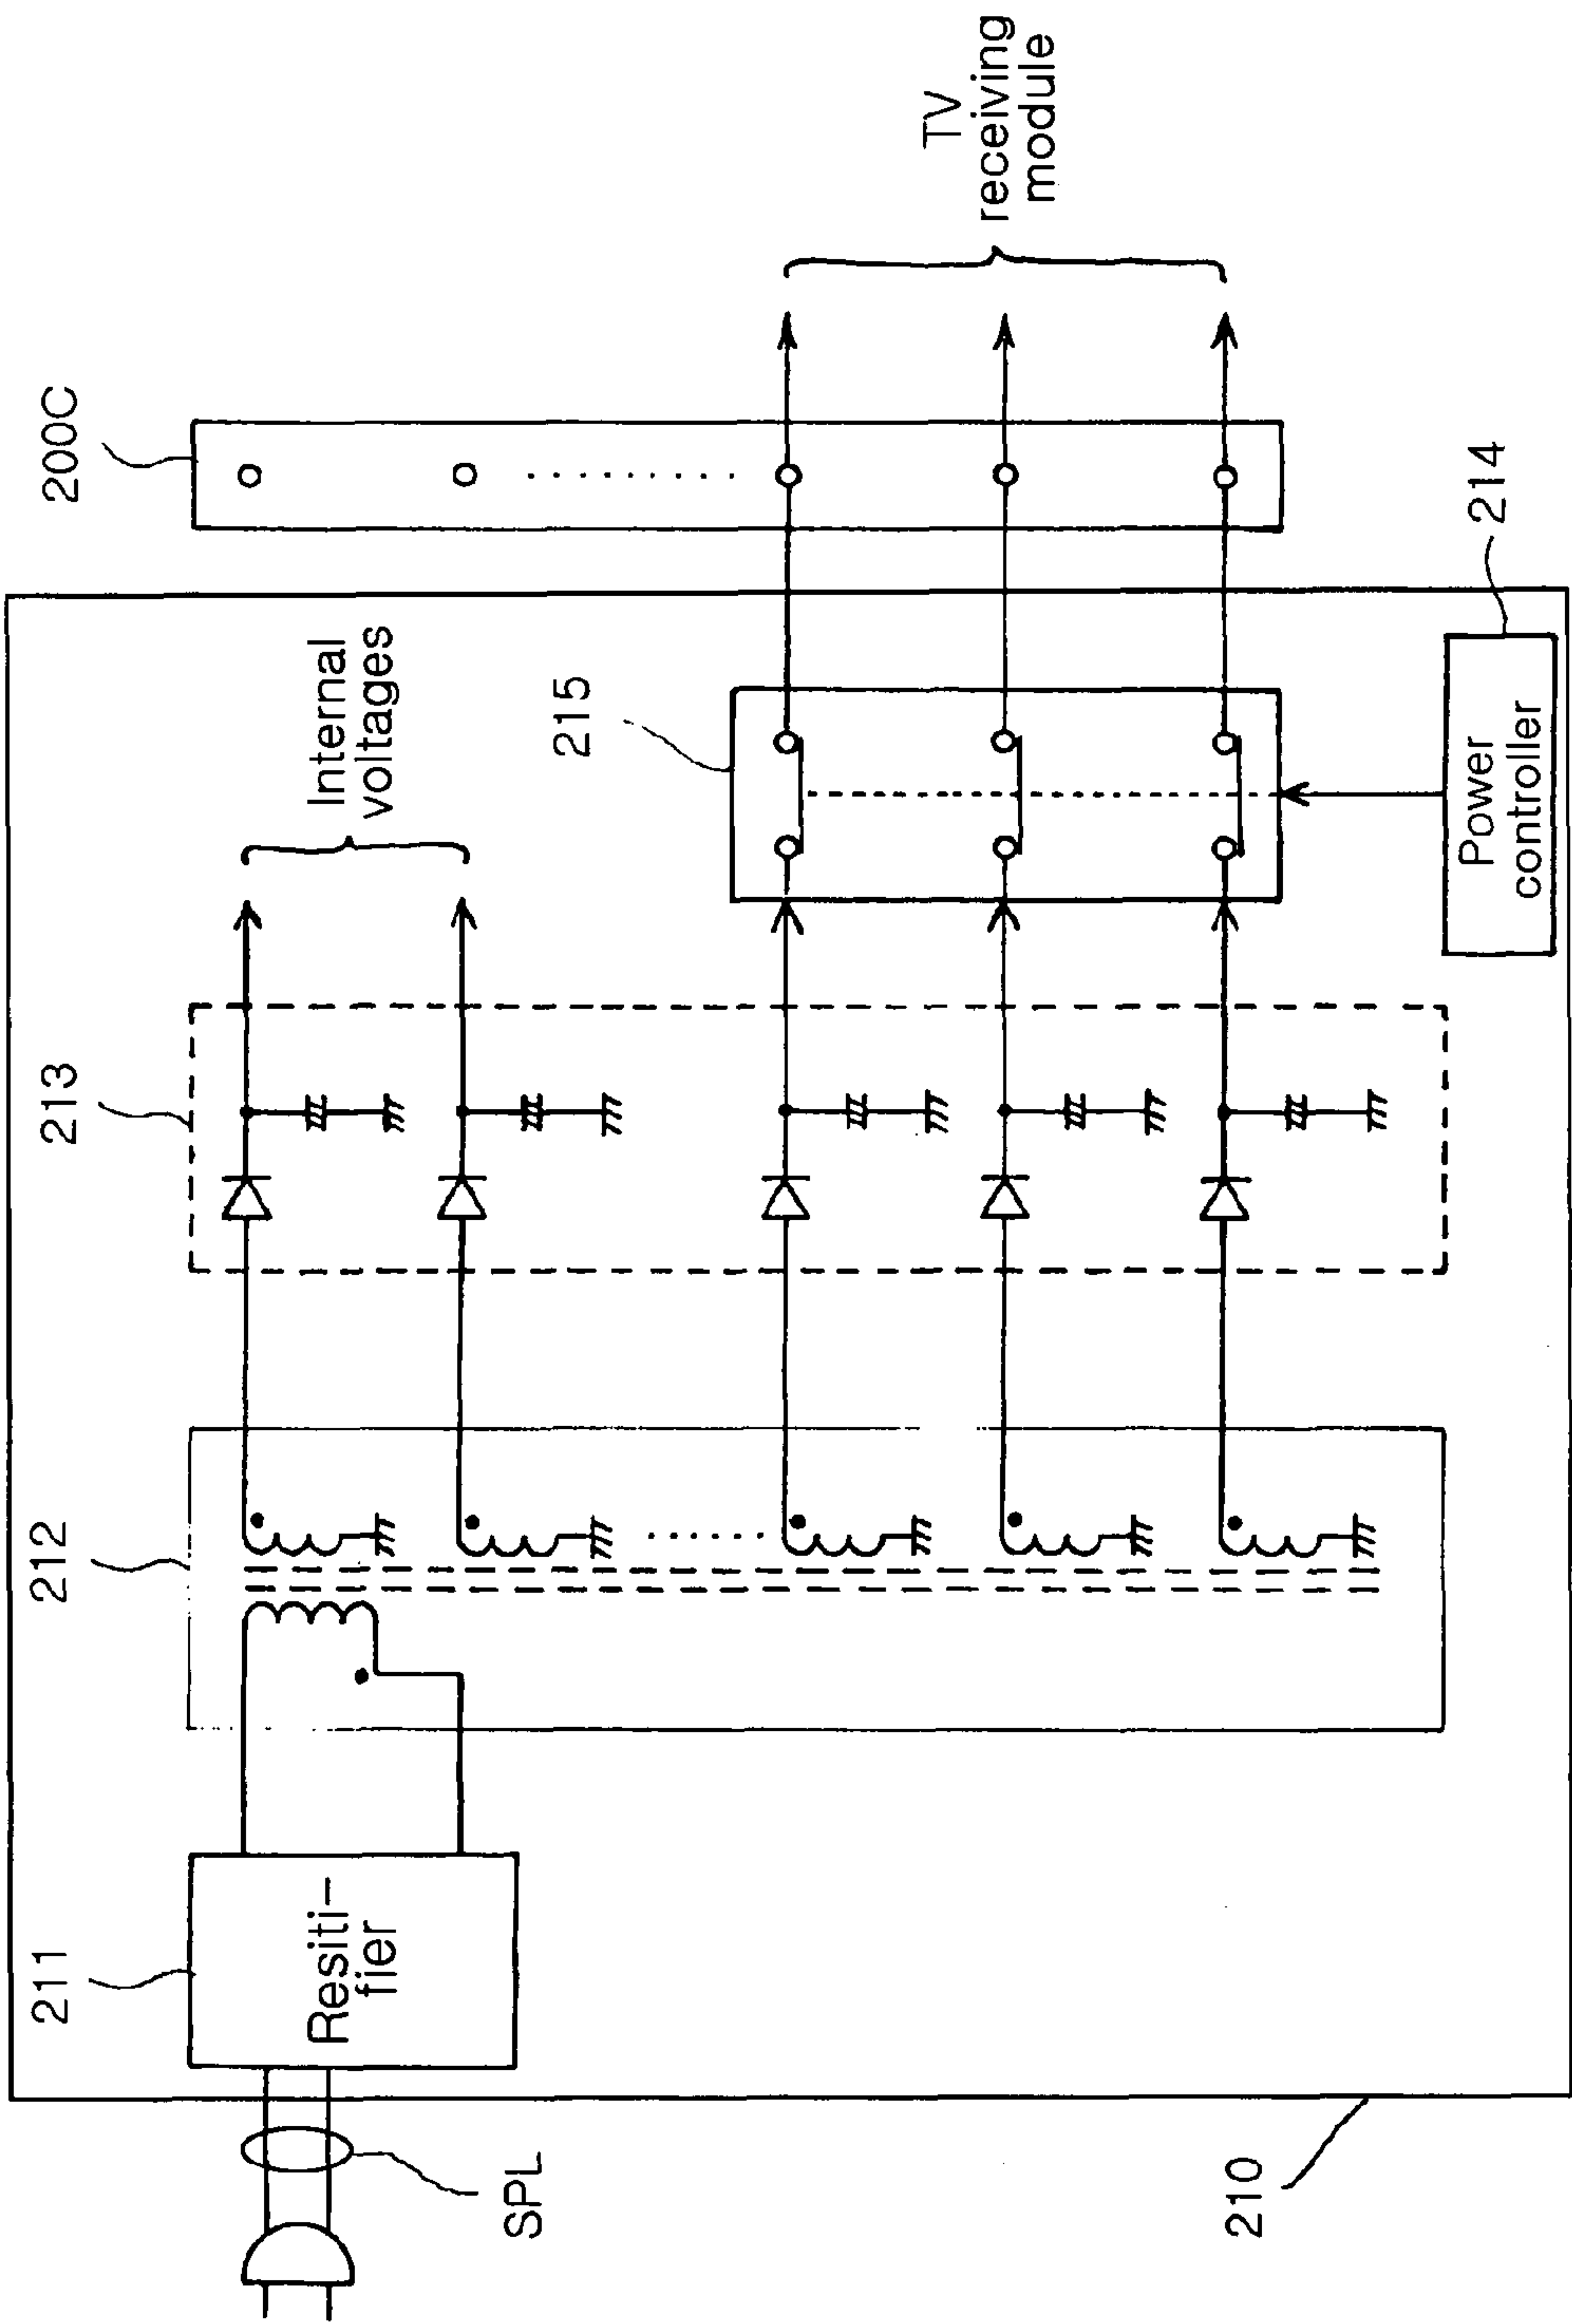 200C
TV
receiving
module
Internal
voltages
215
214
Power
controller
213
212
211
Resiti-
fier
SPL
210